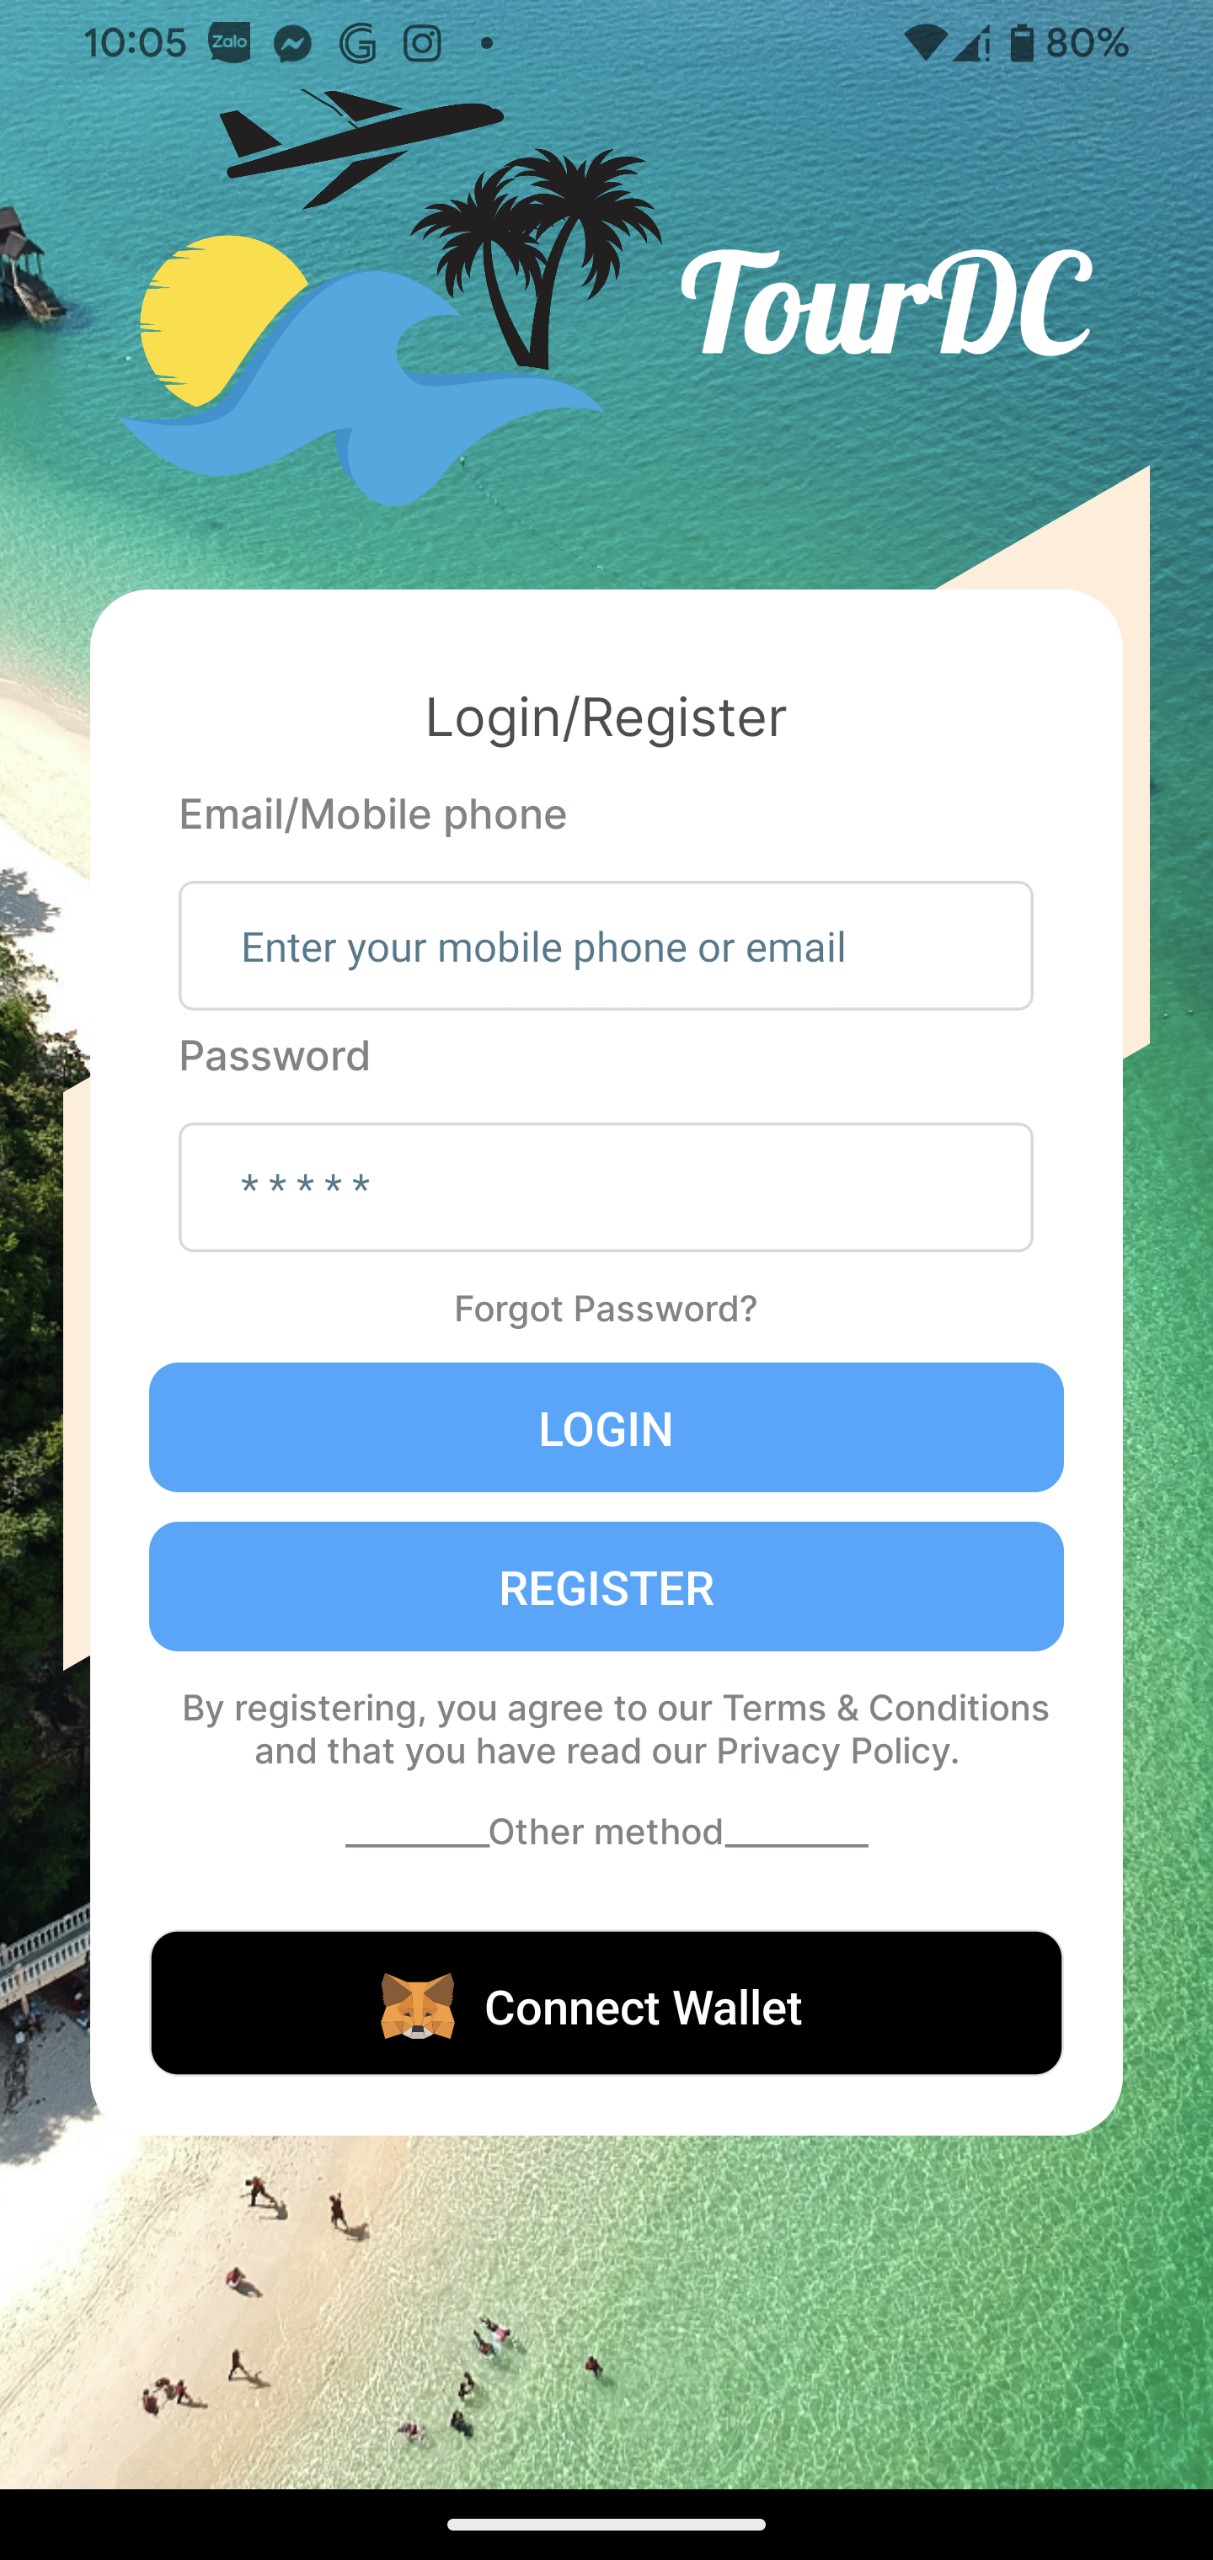 10:05 Zalo 80%
TourDC
Login/Register
Email/Mobile phone
Enter your mobile phone or email
Password
* * * * *
Forgot Password?
LOGIN
REGISTER
By registering, you agree to our Terms & Conditions
and that you have read our Privacy Policy.
________Other method________
Connect Wallet